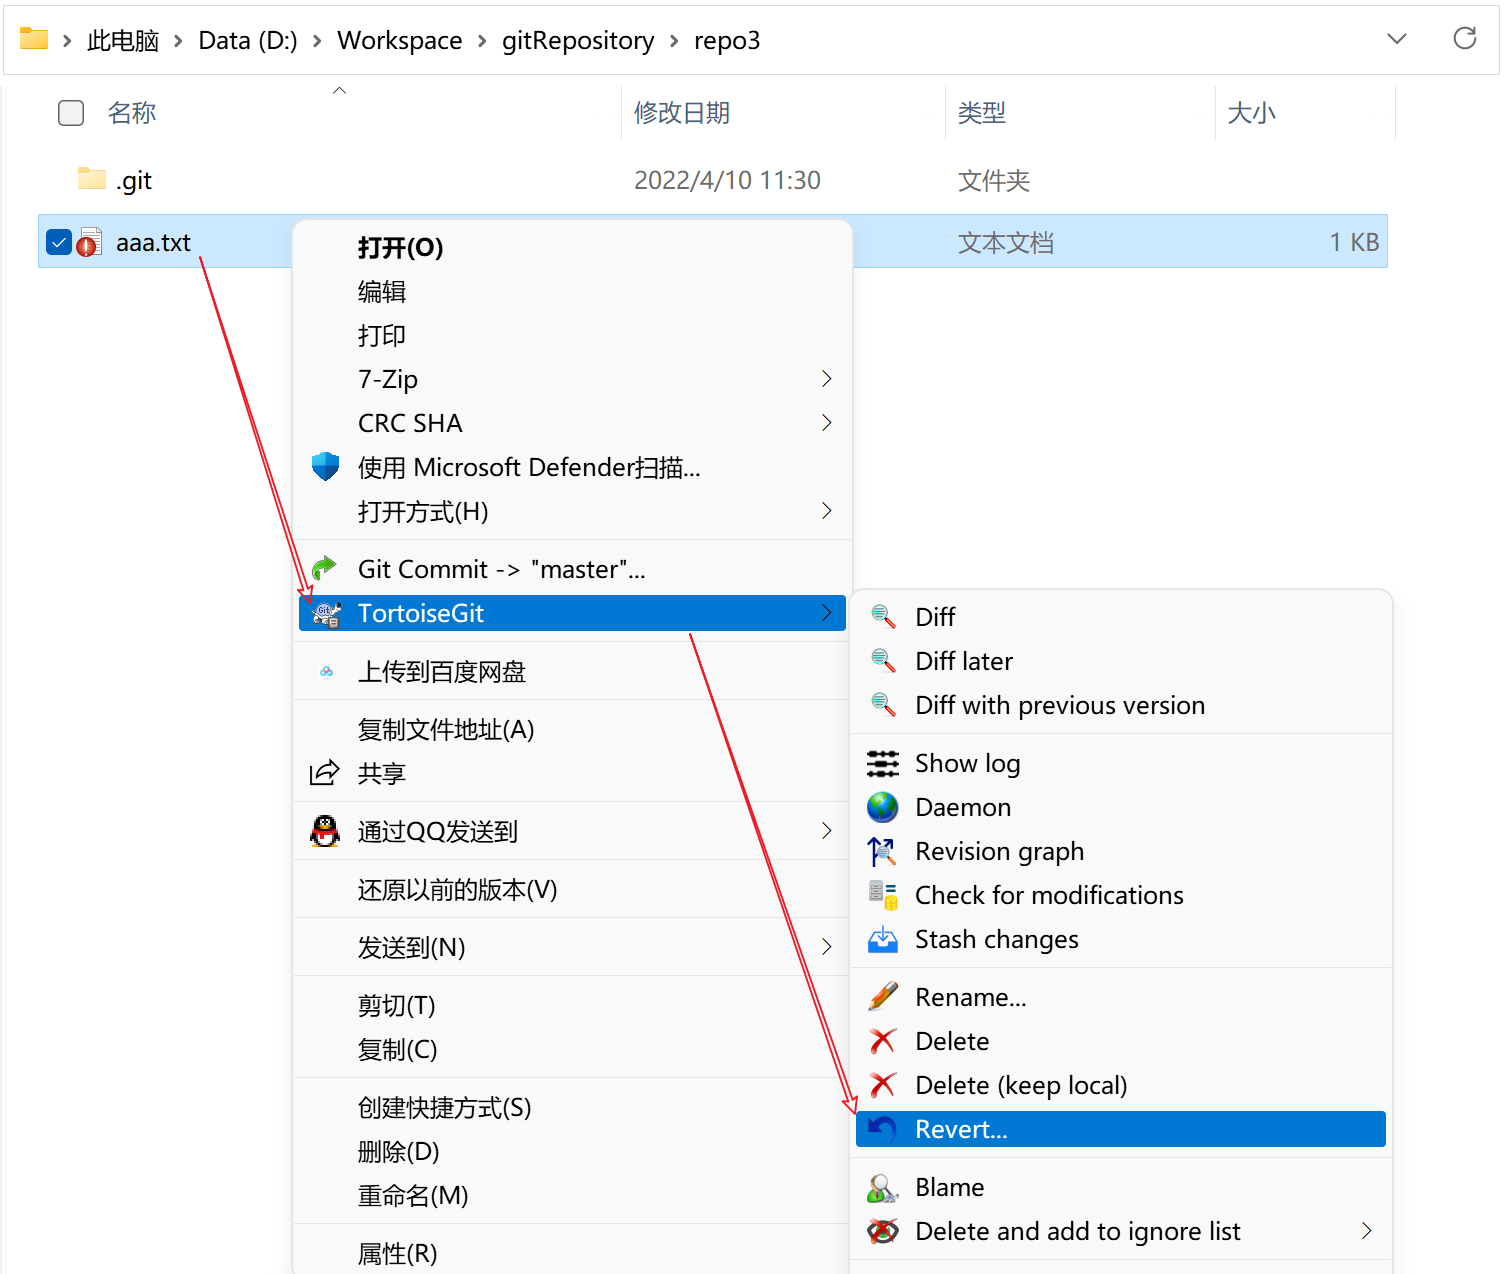 此电脑 Data (D:) Workspace gitRepository repo3
名称 修改日期 类型 大小
.git 2022/4/10 11:30 文件夹
aaa.txt 文本文档 1 KB
打开(O)
编辑
打印
7-Zip
CRC SHA
使用 Microsoft Defender扫描...
打开方式(H)
Git Commit -> "master"...
TortoiseGit
上传到百度网盘
复制文件地址(A)
共享
通过QQ发送到
还原以前的版本(V)
发送到(N)
剪切(T)
复制(C)
创建快捷方式(S)
删除(D)
重命名(M)
属性(R)
Diff
Diff later
Diff with previous version
Show log
Daemon
Revision graph
Check for modifications
Stash changes
Rename...
Delete
Delete (keep local)
Revert...
Blame
Delete and add to ignore list